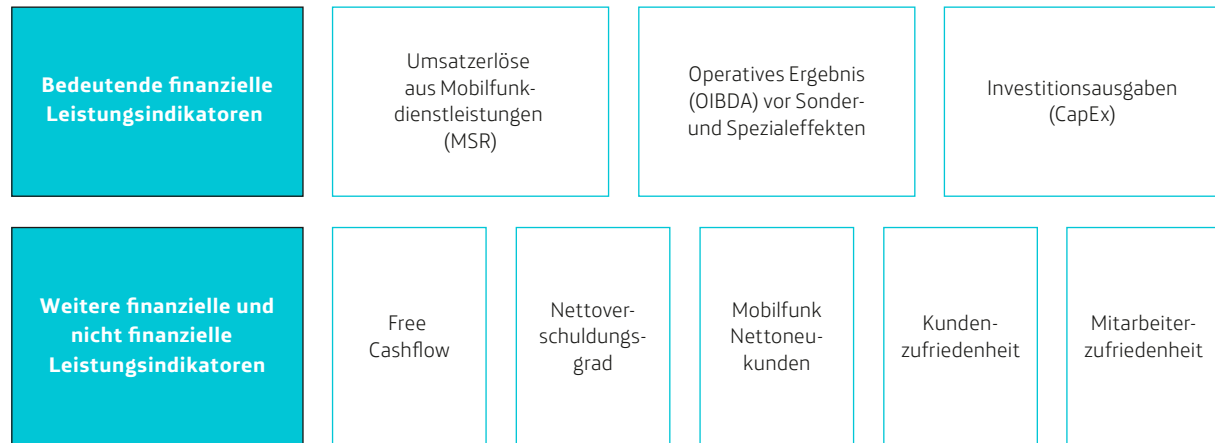 Bedeutende finanzielle
Leistungsindikatoren
Umsatzerlöse
aus Mobilfunk-
dienstleistungen
(MSR)
Operatives Ergebnis
(OIBDA) vor Sonder-
und Spezialeffekten
Investitionsausgaben
(CapEx)
Weitere finanzielle und
nicht finanzielle
Leistungsindikatoren
Free
Cashflow
Nettover-
schuldungs-
grad
Mobilfunk
Nettoneu-
kunden
Kunden-
zufriedenheit
Mitarbeiter-
zufriedenheit